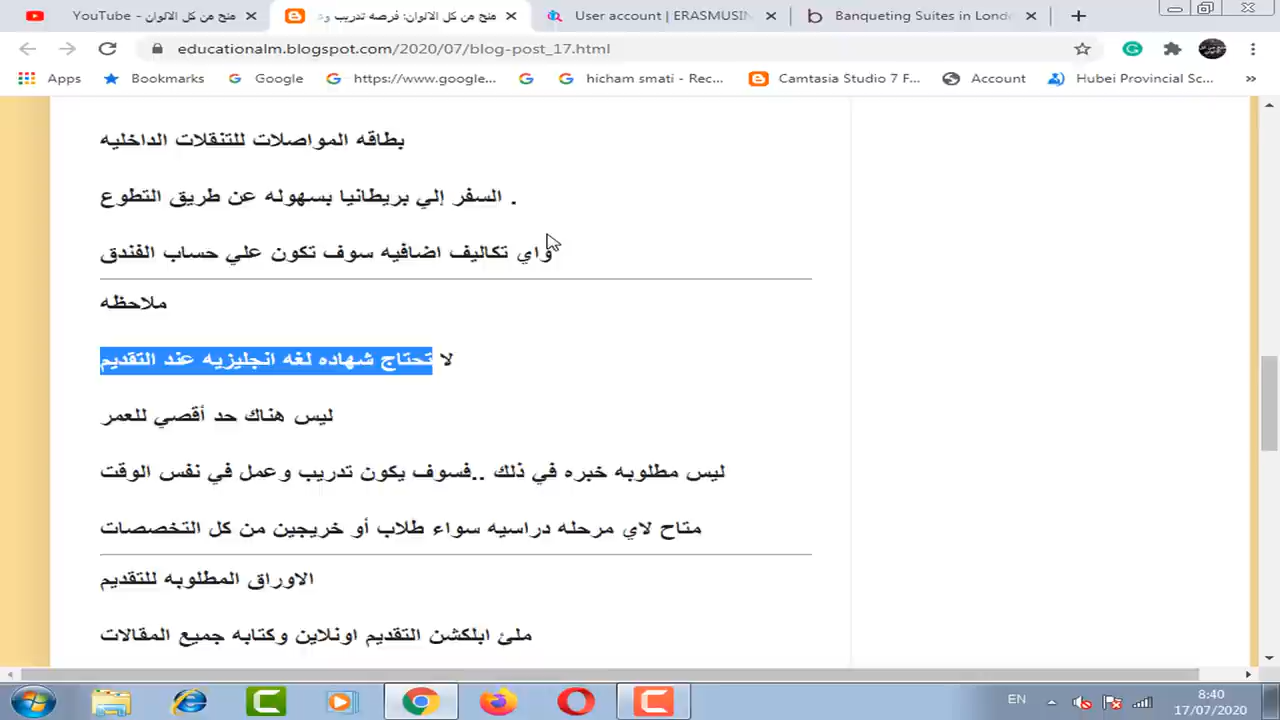 منح من كل الالوان - YouTube
منح من كل الالوان: فرصه تدريب وع
User account | ERASMUSIN
Banqueting Suites in Londo
educationalm.blogspot.com/2020/07/blog-post_17.html
Apps
Bookmarks
Google
https://www.google...
hicham smati - Rec...
Camtasia Studio 7 F...
Account
Hubei Provincial Sc...
»
بطاقه المواصلات للتنقلات الداخليه
. السفر إلي بريطانيا بسهوله عن طريق التطوع
واي تكاليف اضافيه سوف تكون علي حساب الفندق
ملاحظه
لا تحتاج شهاده لغه انجليزيه عند التقديم
ليس هناك حد أقصي للعمر
ليس مطلوبه خبره في ذلك ..فسوف يكون تدريب وعمل في نفس الوقت
متاح لاي مرحله دراسيه سواء طلاب أو خريجين من كل التخصصات
الاوراق المطلوبه للتقديم
ملئ ابلكشن التقديم اونلاين وكتابه جميع المقالات
EN
8:40
17/07/2020